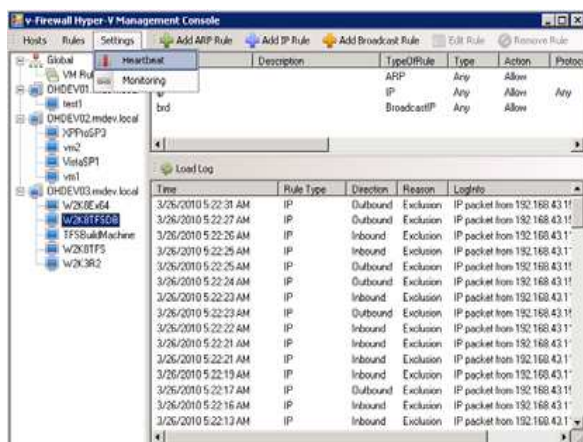 v-Firewall Hyper-V Management Console
Hosts Rules Settings Add ARP Rule Add IP Rule Add Broadcast Rule Edit Rule Remove Rule
Heartbeat
Monitoring
Global
VM Rul
OHDEV01
test1
OHDEV02.mdev.local
XPProSP3
vm2
VistaSP1
vm1
OHDEV03.mdev.local
W2K8Ex64
W2K8TFSDB
TFSBuildMachine
W2K8TFS
W2K3R2
Description TypeOfRule Type Action Protoc
ARP Any Allow
IP Any Allow Any
brd BroadcastIP Any Allow
Load Log
Time Rule Type Direction Reason LogInfo
3/26/2010 5:22:31 AM IP Outbound Exclusion IP packet from 192.168.43.15
3/26/2010 5:22:27 AM IP Outbound Exclusion IP packet from 192.168.43.15
3/26/2010 5:22:26 AM IP Inbound Exclusion IP packet from 192.168.43.1
3/26/2010 5:22:25 AM IP Inbound Exclusion IP packet from 192.168.43.1
3/26/2010 5:22:25 AM IP Outbound Exclusion IP packet from 192.168.43.15
3/26/2010 5:22:24 AM IP Outbound Exclusion IP packet from 192.168.43.15
3/26/2010 5:22:23 AM IP Inbound Exclusion IP packet from 192.168.43.1
3/26/2010 5:22:23 AM IP Outbound Exclusion IP packet from 192.168.43.15
3/26/2010 5:22:22 AM IP Inbound Exclusion IP packet from 192.168.43.1
3/26/2010 5:22:21 AM IP Inbound Exclusion IP packet from 192.168.43.1
3/26/2010 5:22:21 AM IP Inbound Exclusion IP packet from 192.168.43.1
3/26/2010 5:22:19 AM IP Inbound Exclusion IP packet from 192.168.43.1
3/26/2010 5:22:17 AM IP Outbound Exclusion IP packet from 192.168.43.15
3/26/2010 5:22:16 AM IP Inbound Exclusion IP packet from 192.168.43.1
3/26/2010 5:22:13 AM IP Inbound Exclusion IP packet from 192.168.43.1